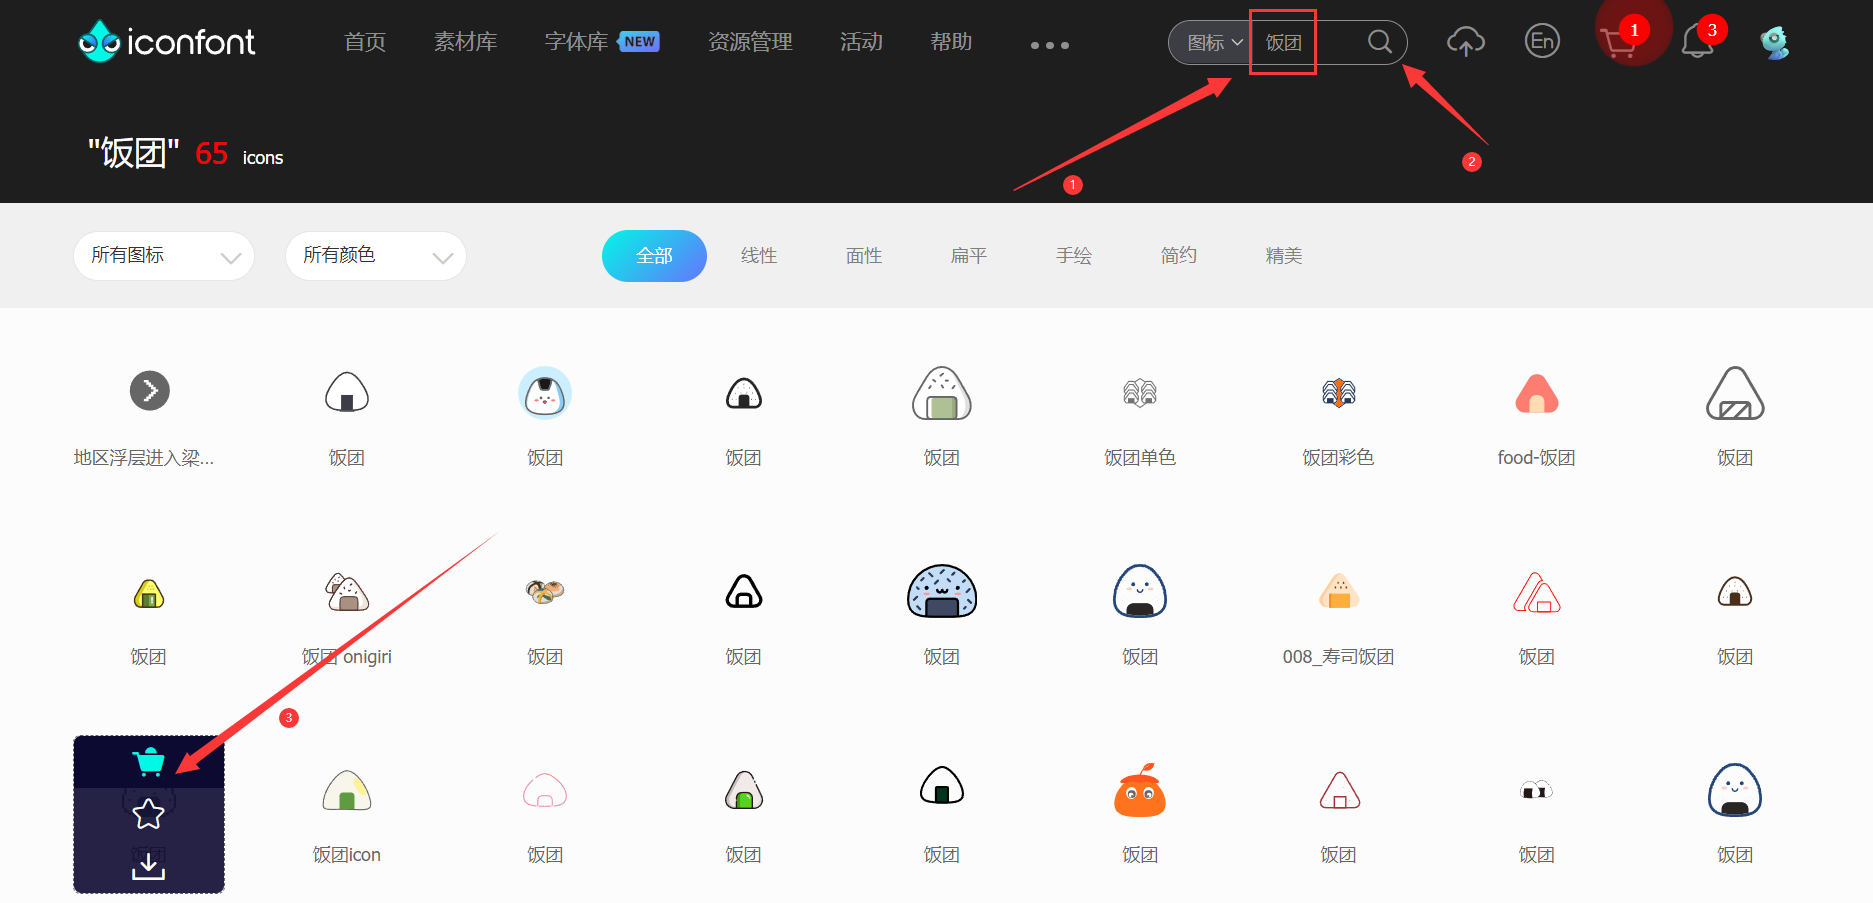 iconfont 首页 素材库 字体库 NEW 资源管理 活动 帮助 图标 饭团 En 1 3
1
2
"饭团" 65 icons
所有图标 所有颜色 全部 线性 面性 扁平 手绘 简约 精美
地区浮层进入梁... 饭团 饭团 饭团 饭团 饭团单色 饭团彩色 food-饭团 饭团
饭团 饭团 onigiri 饭团 饭团 饭团 饭团 008_寿司饭团 饭团 饭团
3
饭团 饭团icon 饭团 饭团 饭团 饭团 饭团 饭团 饭团